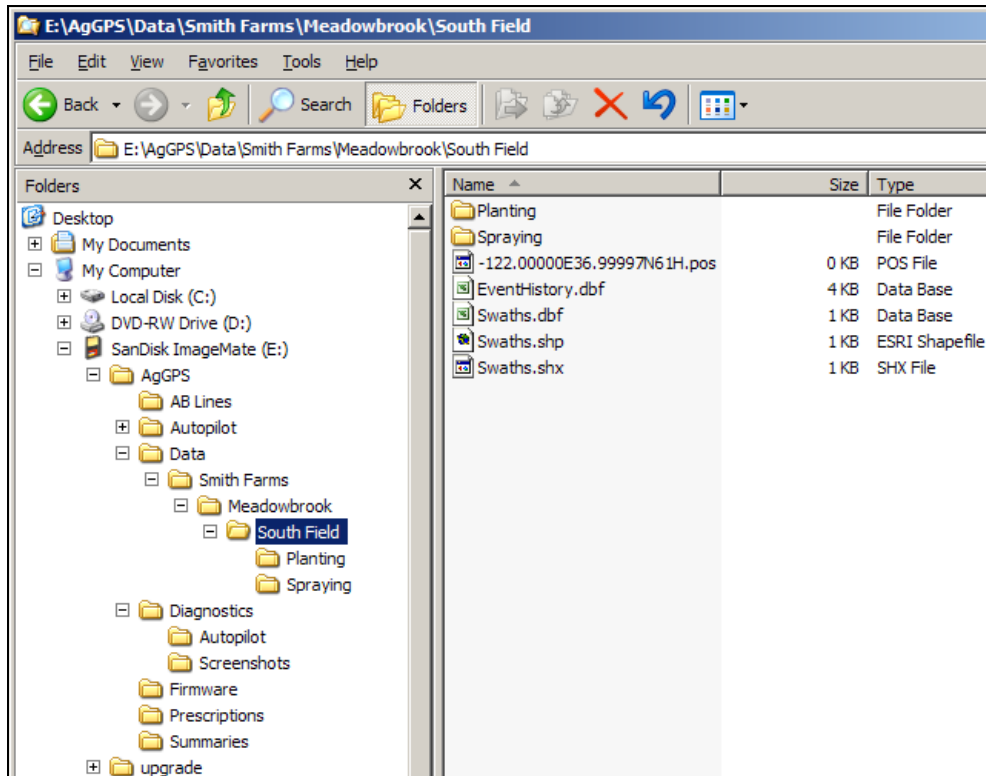 E:\AgGPS\Data\Smith Farms\Meadowbrook\South Field
File Edit View Favorites Tools Help
Back Search Folders
Address E:\AgGPS\Data\Smith Farms\Meadowbrook\South Field
Folders
Desktop
My Documents
My Computer
Local Disk (C:)
DVD-RW Drive (D:)
SanDisk ImageMate (E:)
AgGPS
AB Lines
Autopilot
Data
Smith Farms
Meadowbrook
South Field
Planting
Spraying
Diagnostics
Autopilot
Screenshots
Firmware
Prescriptions
Summaries
upgrade
Name Size Type
Planting File Folder
Spraying File Folder
-122.00000E36.99997N61H.pos 0 KB POS File
EventHistory.dbf 4 KB Data Base
Swaths.dbf 1 KB Data Base
Swaths.shp 1 KB ESRI Shapefile
Swaths.shx 1 KB SHX File